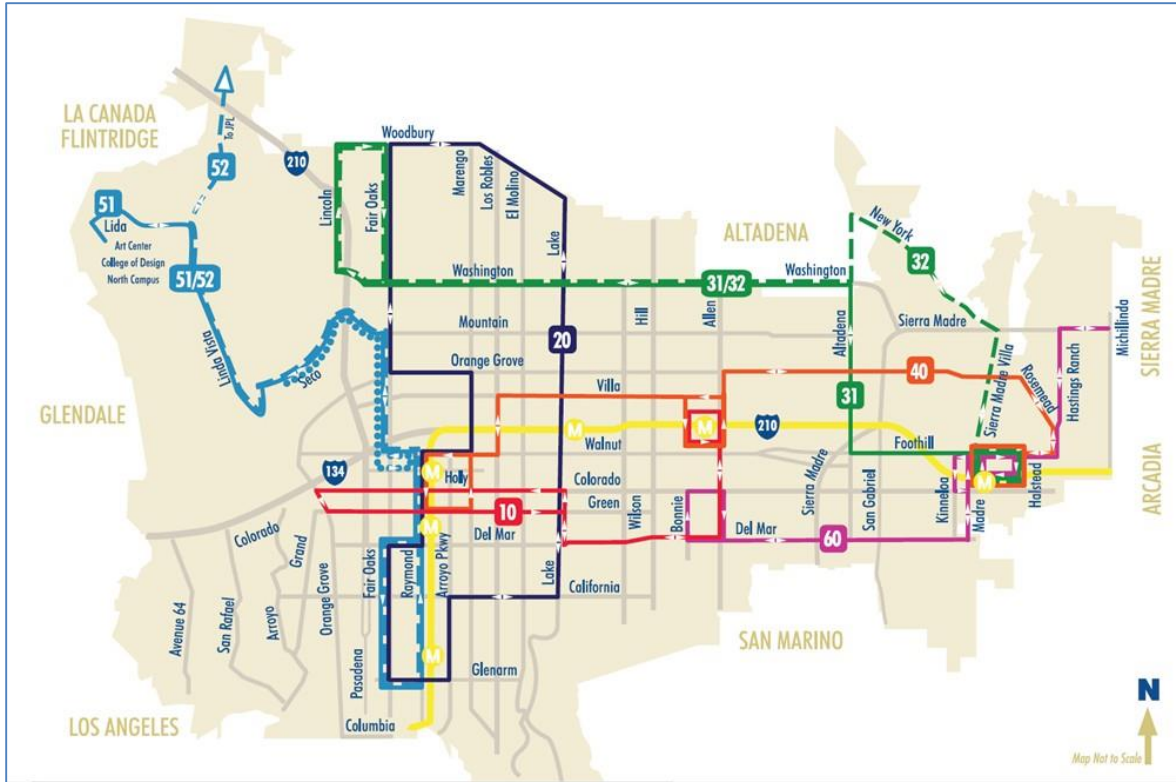 LA CANADA
FLINTRIDGE
To JPL
52
51
Lida
Art Center
College of Design
North Campus
51/52
Linda Vista
Seco
GLENDALE
210
Woodbury
Lincoln
Fair Oaks
Marengo
Los Robles
El Molino
Lake
Washington
31/32
Washington
ALTADENA
New York
32
Mountain
20
Hill
Allen
Altadena
Sierra Madre
Orange Grove
Villa
40
31
Sierra Madre Villa
Rosemead
Hastings Ranch
Michillinda
SIERRA MADRE
M
M
210
Walnut
Foothill
134
M
Holly
Colorado
Green
10
Wilson
Bonnie
Sierra Madre
San Gabriel
Kinneloa
Madre
M
Halstead
ARCADIA
Colorado
Grand
Del Mar
M
Del Mar
60
Avenue 64
San Rafael
Arroyo
Orange Grove
Fair Oaks
Raymond
Arroyo Pkwy
Lake
California
SAN MARINO
M
Pasadena
Glenarm
LOS ANGELES
Columbia
N
Map Not to Scale